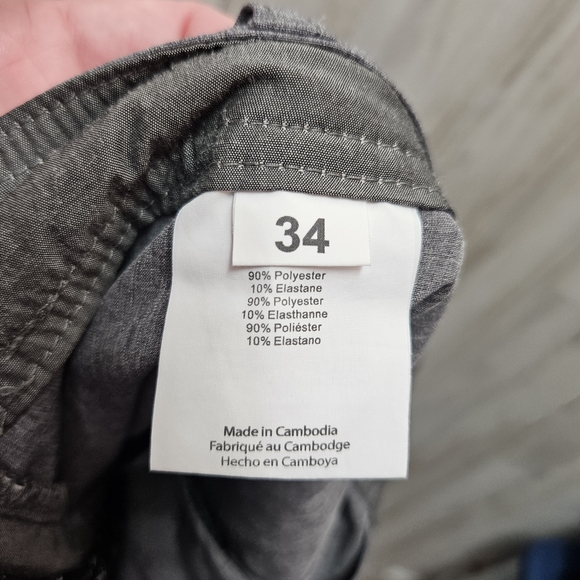 34
90% Polyester
10% Elastane
90% Polyester
10% Elasthanne
90% Poliéster
10% Elastano
Made in Cambodia
Fabriqué au Cambodge
Hecho en Camboya